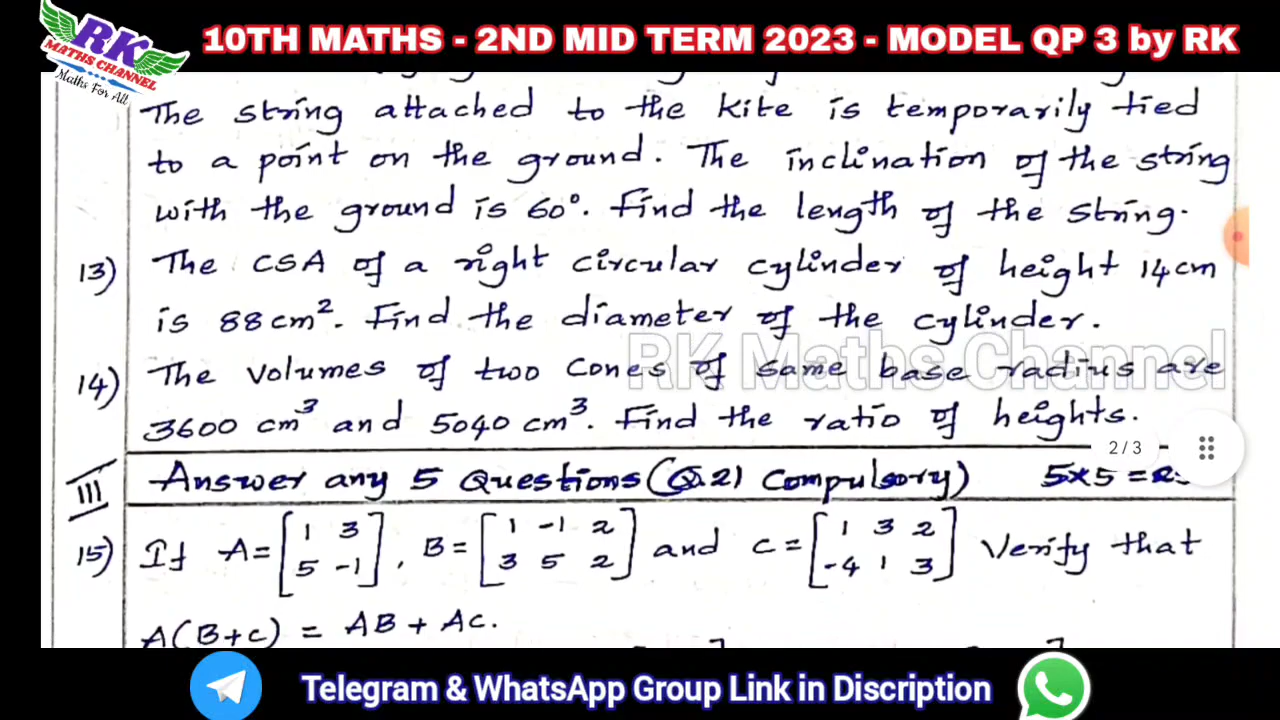 RK
MATHS CHANNEL
Maths For All
10TH MATHS - 2ND MID TERM 2023 - MODEL QP 3 by RK
The string attached to the kite is temporarily tied
to a point on the ground. The inclination of the string
with the ground is 60°. Find the length of the string.
13) The CSA of a right circular cylinder of height 14cm
is 88cm². Find the diameter of the cylinder.
RK Maths Channel
14) The volumes of two cones of same base radius are
3600 cm³ and 5040 cm³. Find the ratio of heights.
2/3
III Answer any 5 Questions (Q.21 Compulsory) 5×5=
15) If A = [1 3 , B = [1 -1 2 and C = [1 3 2 Verify that
5 -1] 3 5 2] -4 1 3]
A(B+C) = AB + AC.
Telegram & WhatsApp Group Link in Discription